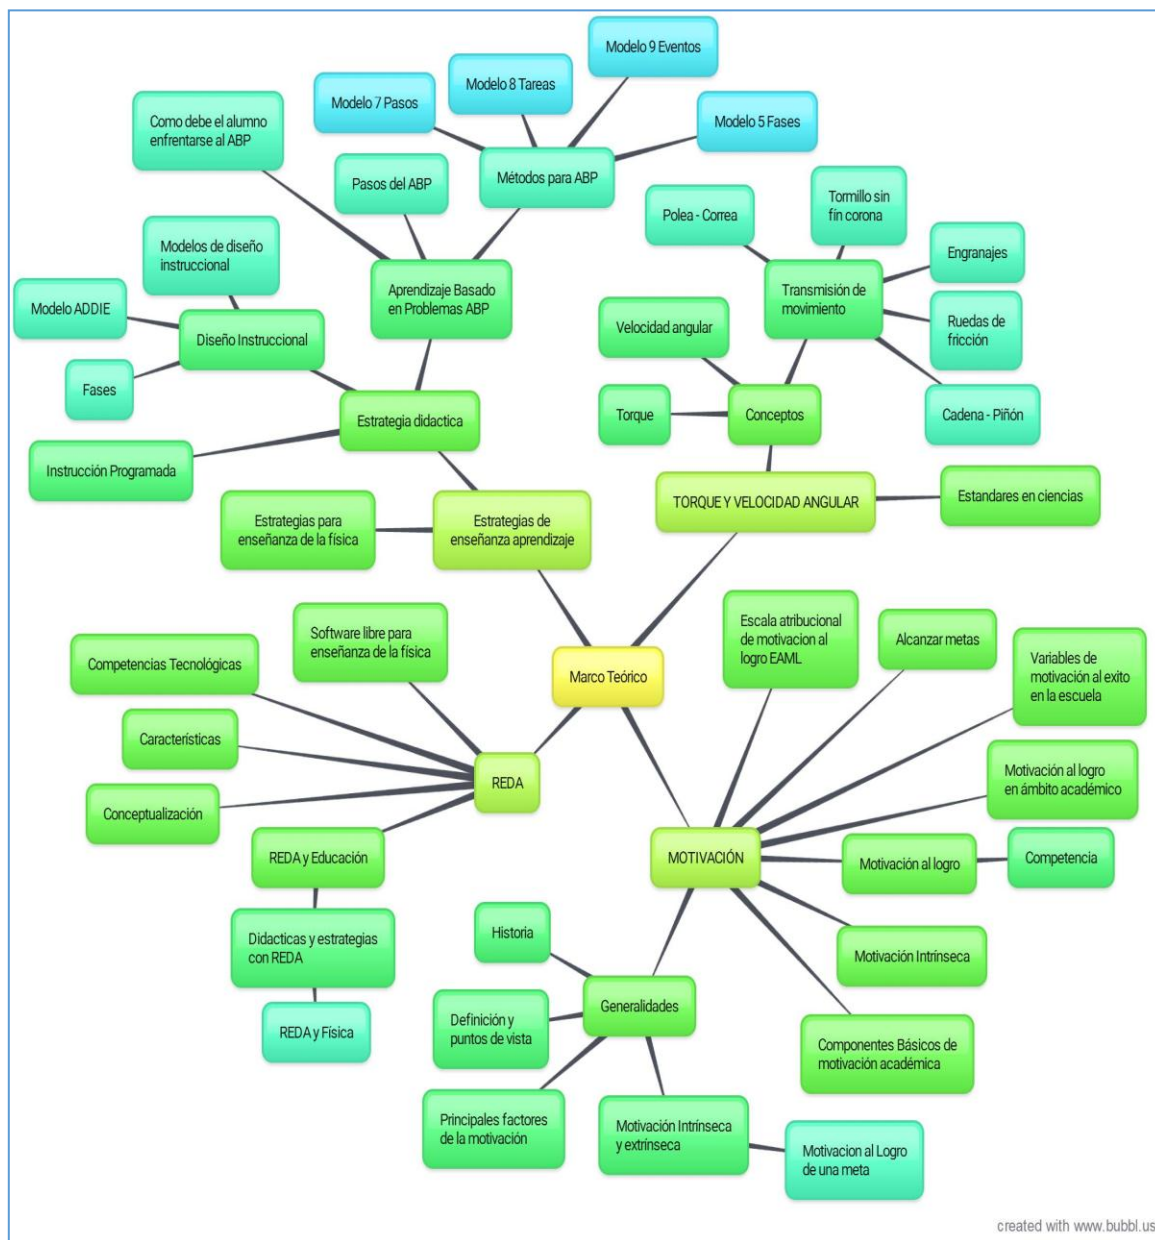 Modelo 9 Eventos
Modelo 8 Tareas
Modelo 7 Pasos
Modelo 5 Fases
Como debe el alumno
enfrentarse al ABP
Pasos del ABP
Métodos para ABP
Polea - Correa
Tormillo sin
fín corona
Engranajes
Modelos de diseño
instruccional
Aprendizaje Basado
en Problemas ABP
Transmisión de
movimiento
Modelo ADDIE
Diseño Instruccional
Velocidad angular
Ruedas de
fricción
Fases
Estrategia didactica
Torque
Conceptos
Cadena - Piñón
Instrucción Programada
Estrategias para
enseñanza de la física
Estrategias de
enseñanza aprendizaje
TORQUE Y VELOCIDAD ANGULAR
Estandares en ciencias
Software libre para
enseñanza de la física
Escala atribucional
de motivacion al
logro EAML
Alcanzar metas
Variables de
motivación al exito
en la escuela
Competencias Tecnológicas
Marco Teórico
Característícas
REDA
Motivación al logro
en ámbito académico
Conceptualización
REDA y Educación
MOTIVACIÓN
Motivación al logro
Competencia
Didacticas y estrategias
con REDA
Historia
Motivación Intrínseca
REDA y Física
Definición y
puntos de vista
Generalidades
Componentes Básicos de
motivación académica
Principales factores
de la motivación
Motivación Intrínseca
y extrínseca
Motivacion al Logro
de una meta
created with www.bubbl.us